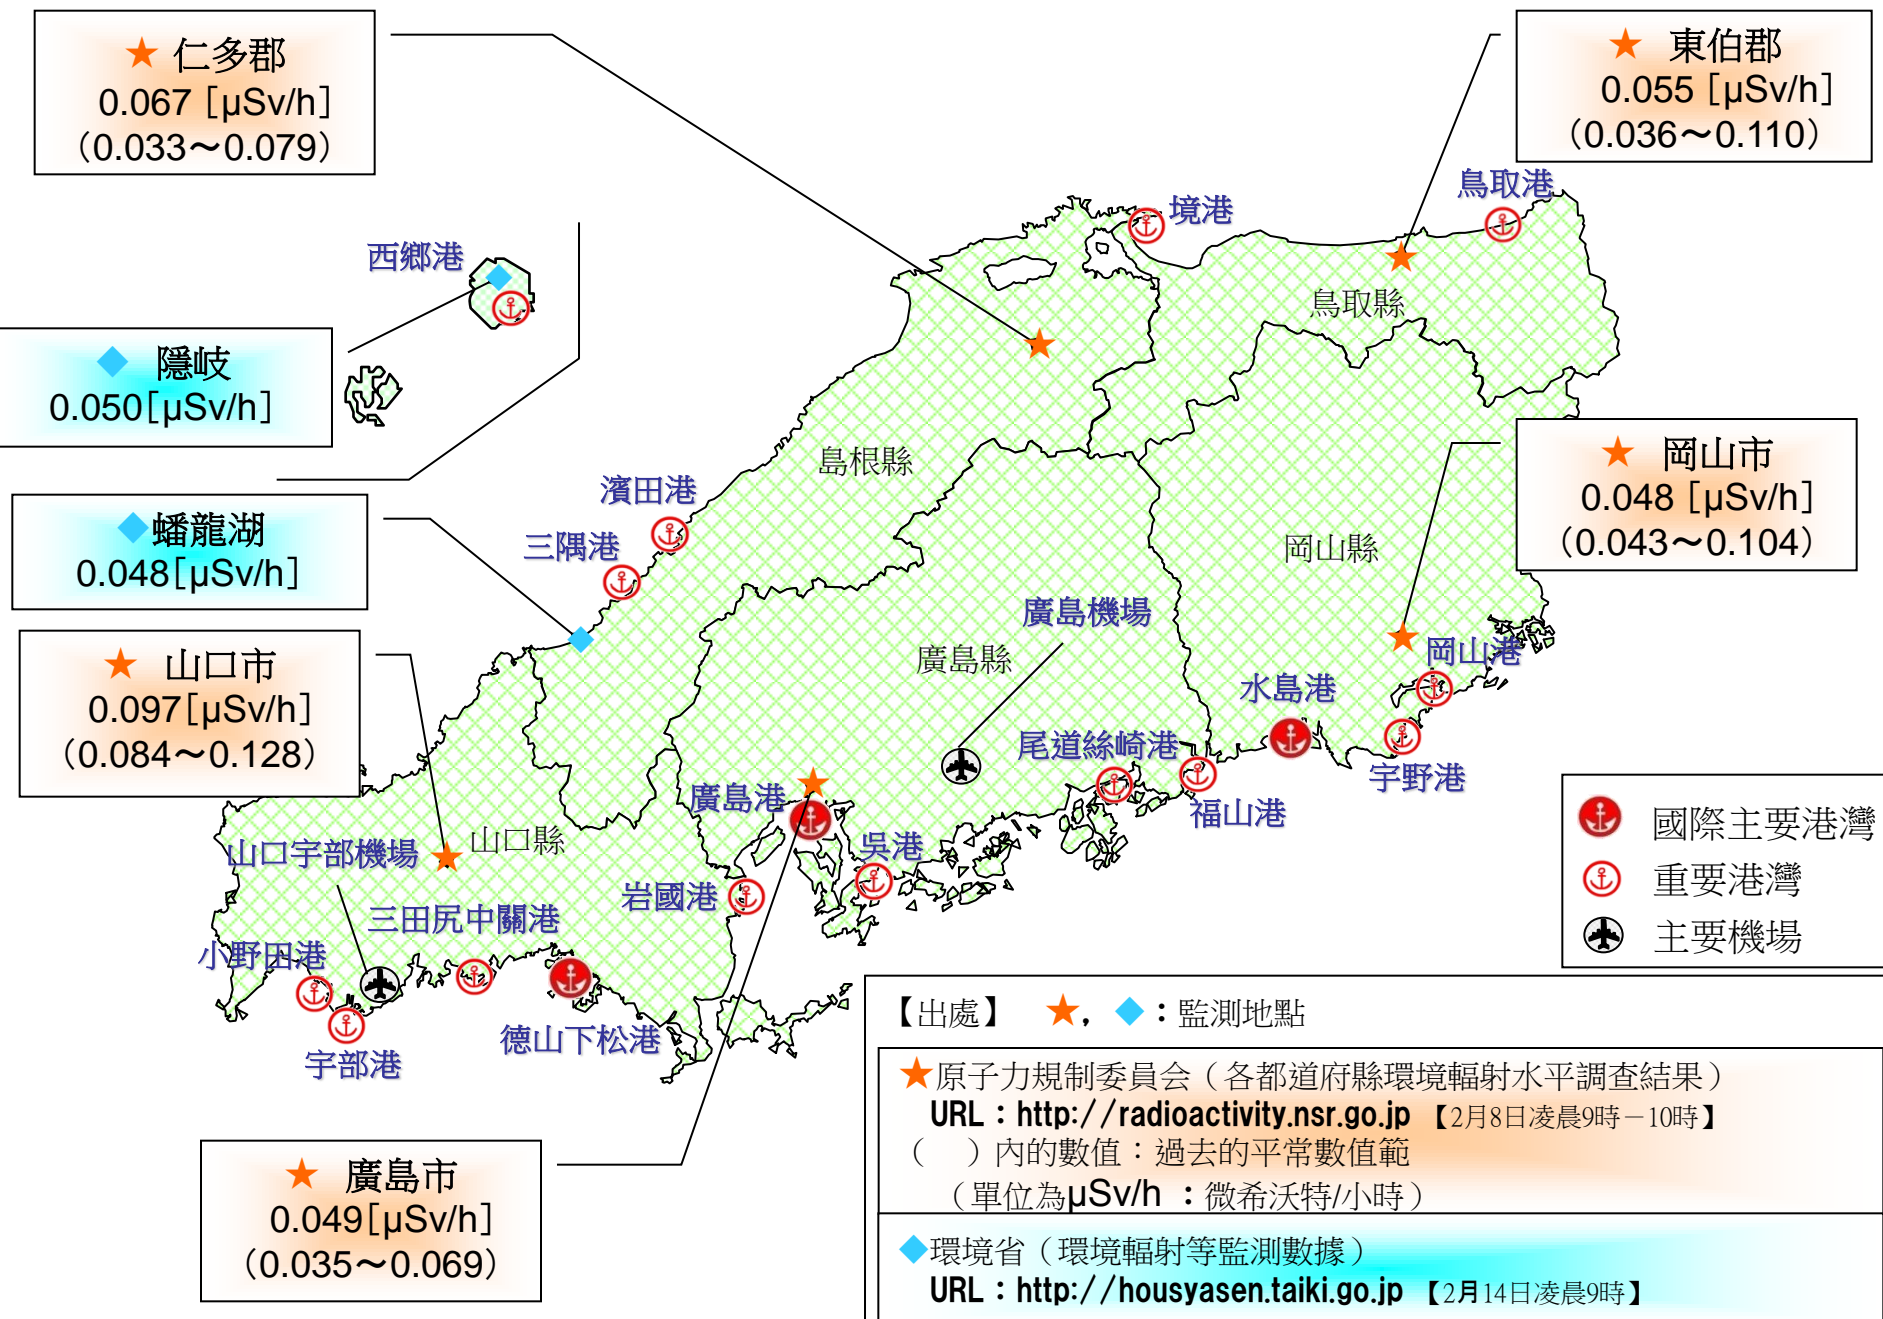 ★ 仁多郡
0.067 [μSv/h]
（0.033～0.079）
★ 東伯郡
0.055 [μSv/h]
（0.036～0.110）
鳥取港
境港
西鄉港
鳥取縣
◆ 隱岐
0.050[μSv/h]
島根縣
★ 岡山市
0.048 [μSv/h]
（0.043～0.104）
濱田港
三隅港
◆蟠龍湖
0.048[μSv/h]
岡山縣
廣島機場
廣島縣
岡山港
★ 山口市
0.097[μSv/h]
（0.084～0.128）
水島港
尾道絲崎港
宇野港
廣島港
福山港
山口縣
山口宇部機場
吳港
岩國港
三田尻中關港
小野田港
德山下松港
宇部港
國際主要港灣
重要港灣
主要機場
★ 廣島市
0.049[μSv/h]
（0.035～0.069）
【出處】 ★，◆：監測地點
★原子力規制委員会（各都道府縣環境輻射水平調查結果）
URL：http://radioactivity.nsr.go.jp 【2月8日凌晨9時－10時】
（　）內的數值：過去的平常數值範
（單位為μSv/h ：微希沃特/小時）
◆環境省（環境輻射等監測數據）
URL：http://housyasen.taiki.go.jp 【2月14日凌晨9時】